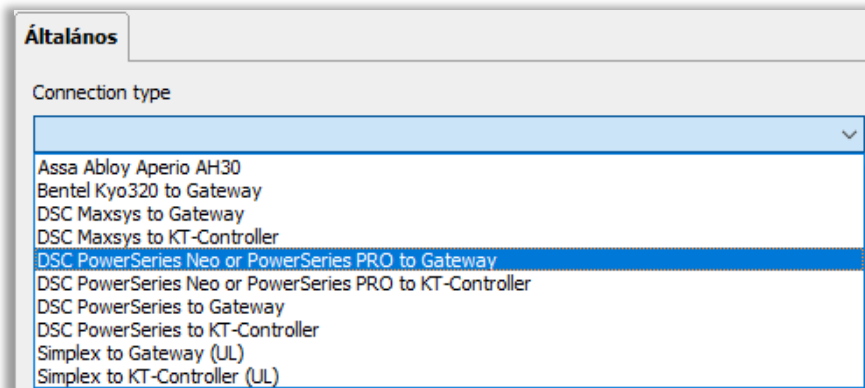 Általános
Connection type
Assa Abloy Aperio AH30
Bentel Kyo320 to Gateway
DSC Maxsys to Gateway
DSC Maxsys to KT-Controller
DSC PowerSeries Neo or PowerSeries PRO to Gateway
DSC PowerSeries Neo or PowerSeries PRO to KT-Controller
DSC PowerSeries to Gateway
DSC PowerSeries to KT-Controller
Simplex to Gateway (UL)
Simplex to KT-Controller (UL)